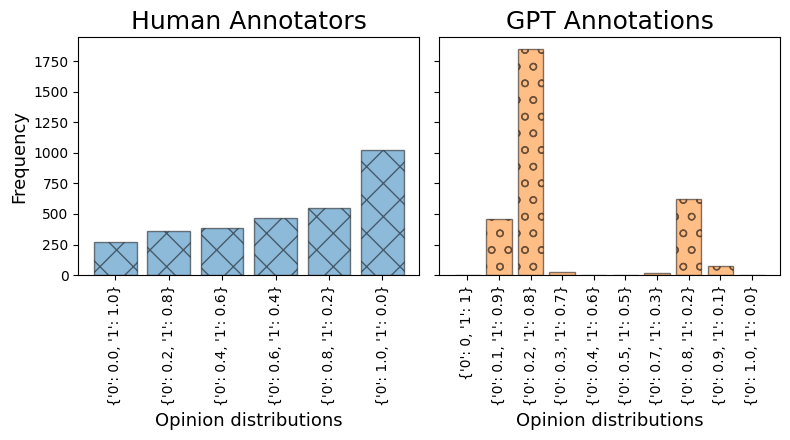 Human Annotators
GPT Annotations
Frequency
1750
1500
1250
1000
750
500
250
0
{'0': 0.0, '1': 1.0}
{'0': 0.2, '1': 0.8}
{'0': 0.4, '1': 0.6}
{'0': 0.6, '1': 0.4}
{'0': 0.8, '1': 0.2}
{'0': 1.0, '1': 0.0}
{'0': 0, '1': 1}
{'0': 0.1, '1': 0.9}
{'0': 0.2, '1': 0.8}
{'0': 0.3, '1': 0.7}
{'0': 0.4, '1': 0.6}
{'0': 0.5, '1': 0.5}
{'0': 0.7, '1': 0.3}
{'0': 0.8, '1': 0.2}
{'0': 0.9, '1': 0.1}
{'0': 1.0, '1': 0.0}
Opinion distributions
Opinion distributions